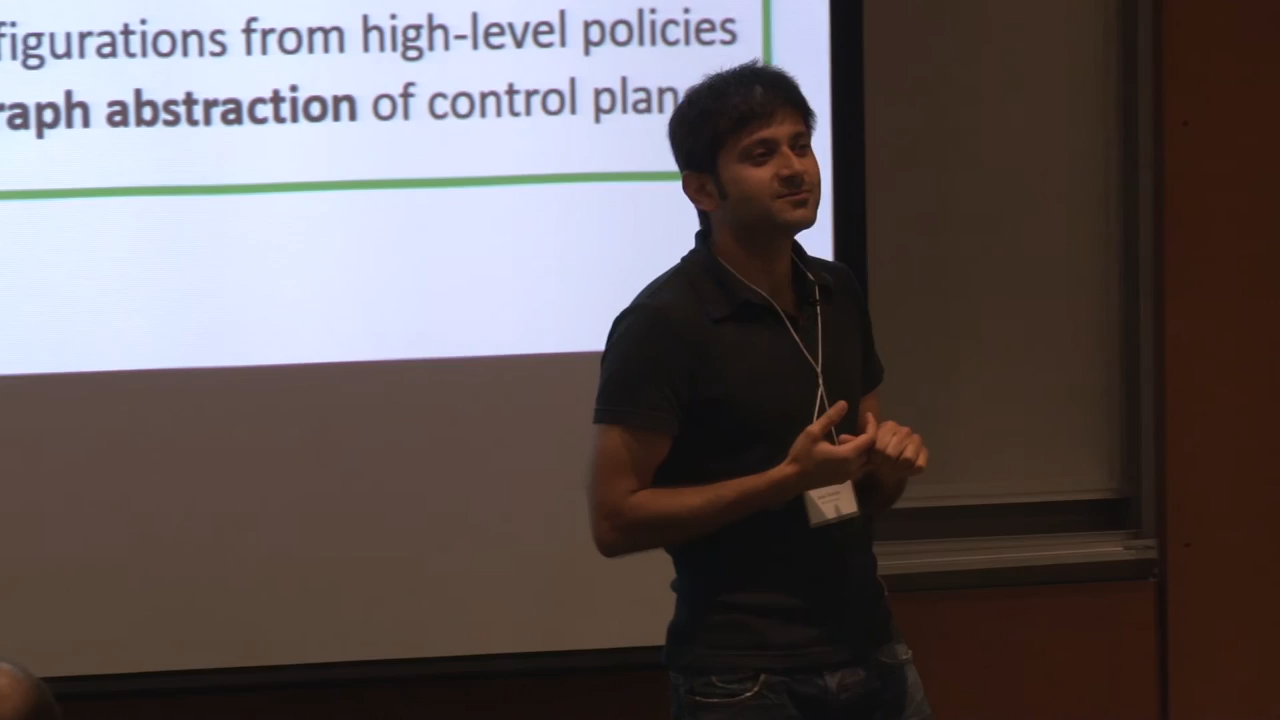 figurations from high-level policies
raph abstraction of control plan